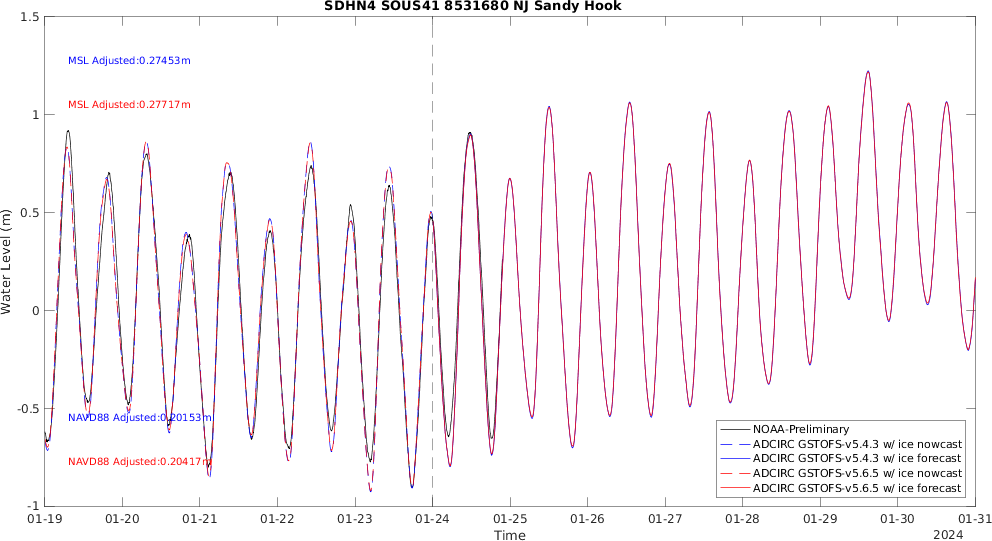 SDHN4 SOUS41 8531680 NJ Sandy Hook
1.5
MSL Adjusted:0.27453m
MSL Adjusted:0.27717m
1
0.5
Water Level (m)
0
-0.5
NAVD88 Adjusted:0.20153m
NAVD88 Adjusted:0.20417m
-1
NOAA-Preliminary
ADCIRC GSTOFS-v5.4.3 w/ ice nowcast
ADCIRC GSTOFS-v5.4.3 w/ ice forecast
ADCIRC GSTOFS-v5.6.5 w/ ice nowcast
ADCIRC GSTOFS-v5.6.5 w/ ice forecast
01-19 01-20 01-21 01-22 01-23 01-24 01-25 01-26 01-27 01-28 01-29 01-30 01-31
Time
2024